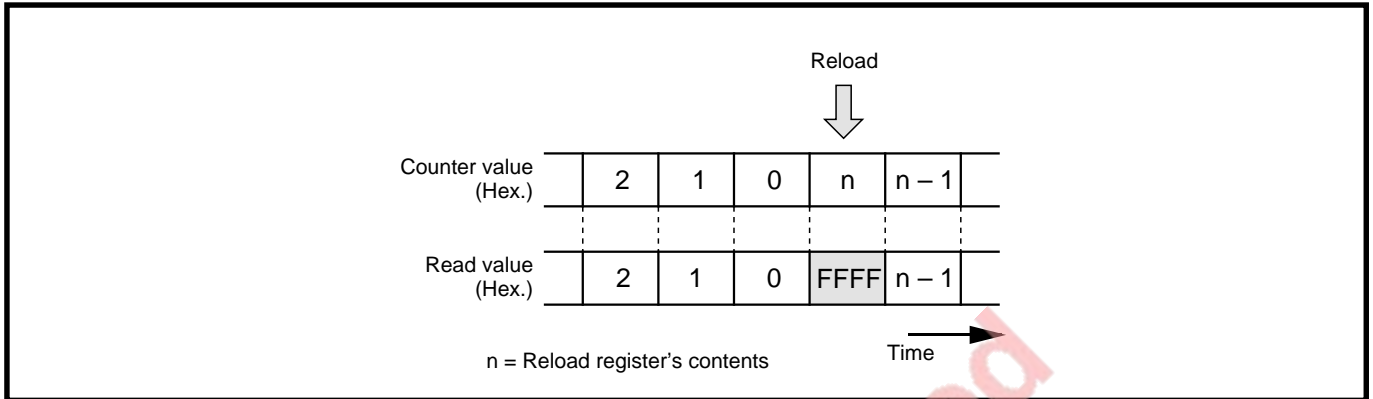 Reload
Counter value
(Hex.)
2 1 0 n n – 1
Read value
(Hex.)
2 1 0 FFFF n – 1
Time
n = Reload register's contents